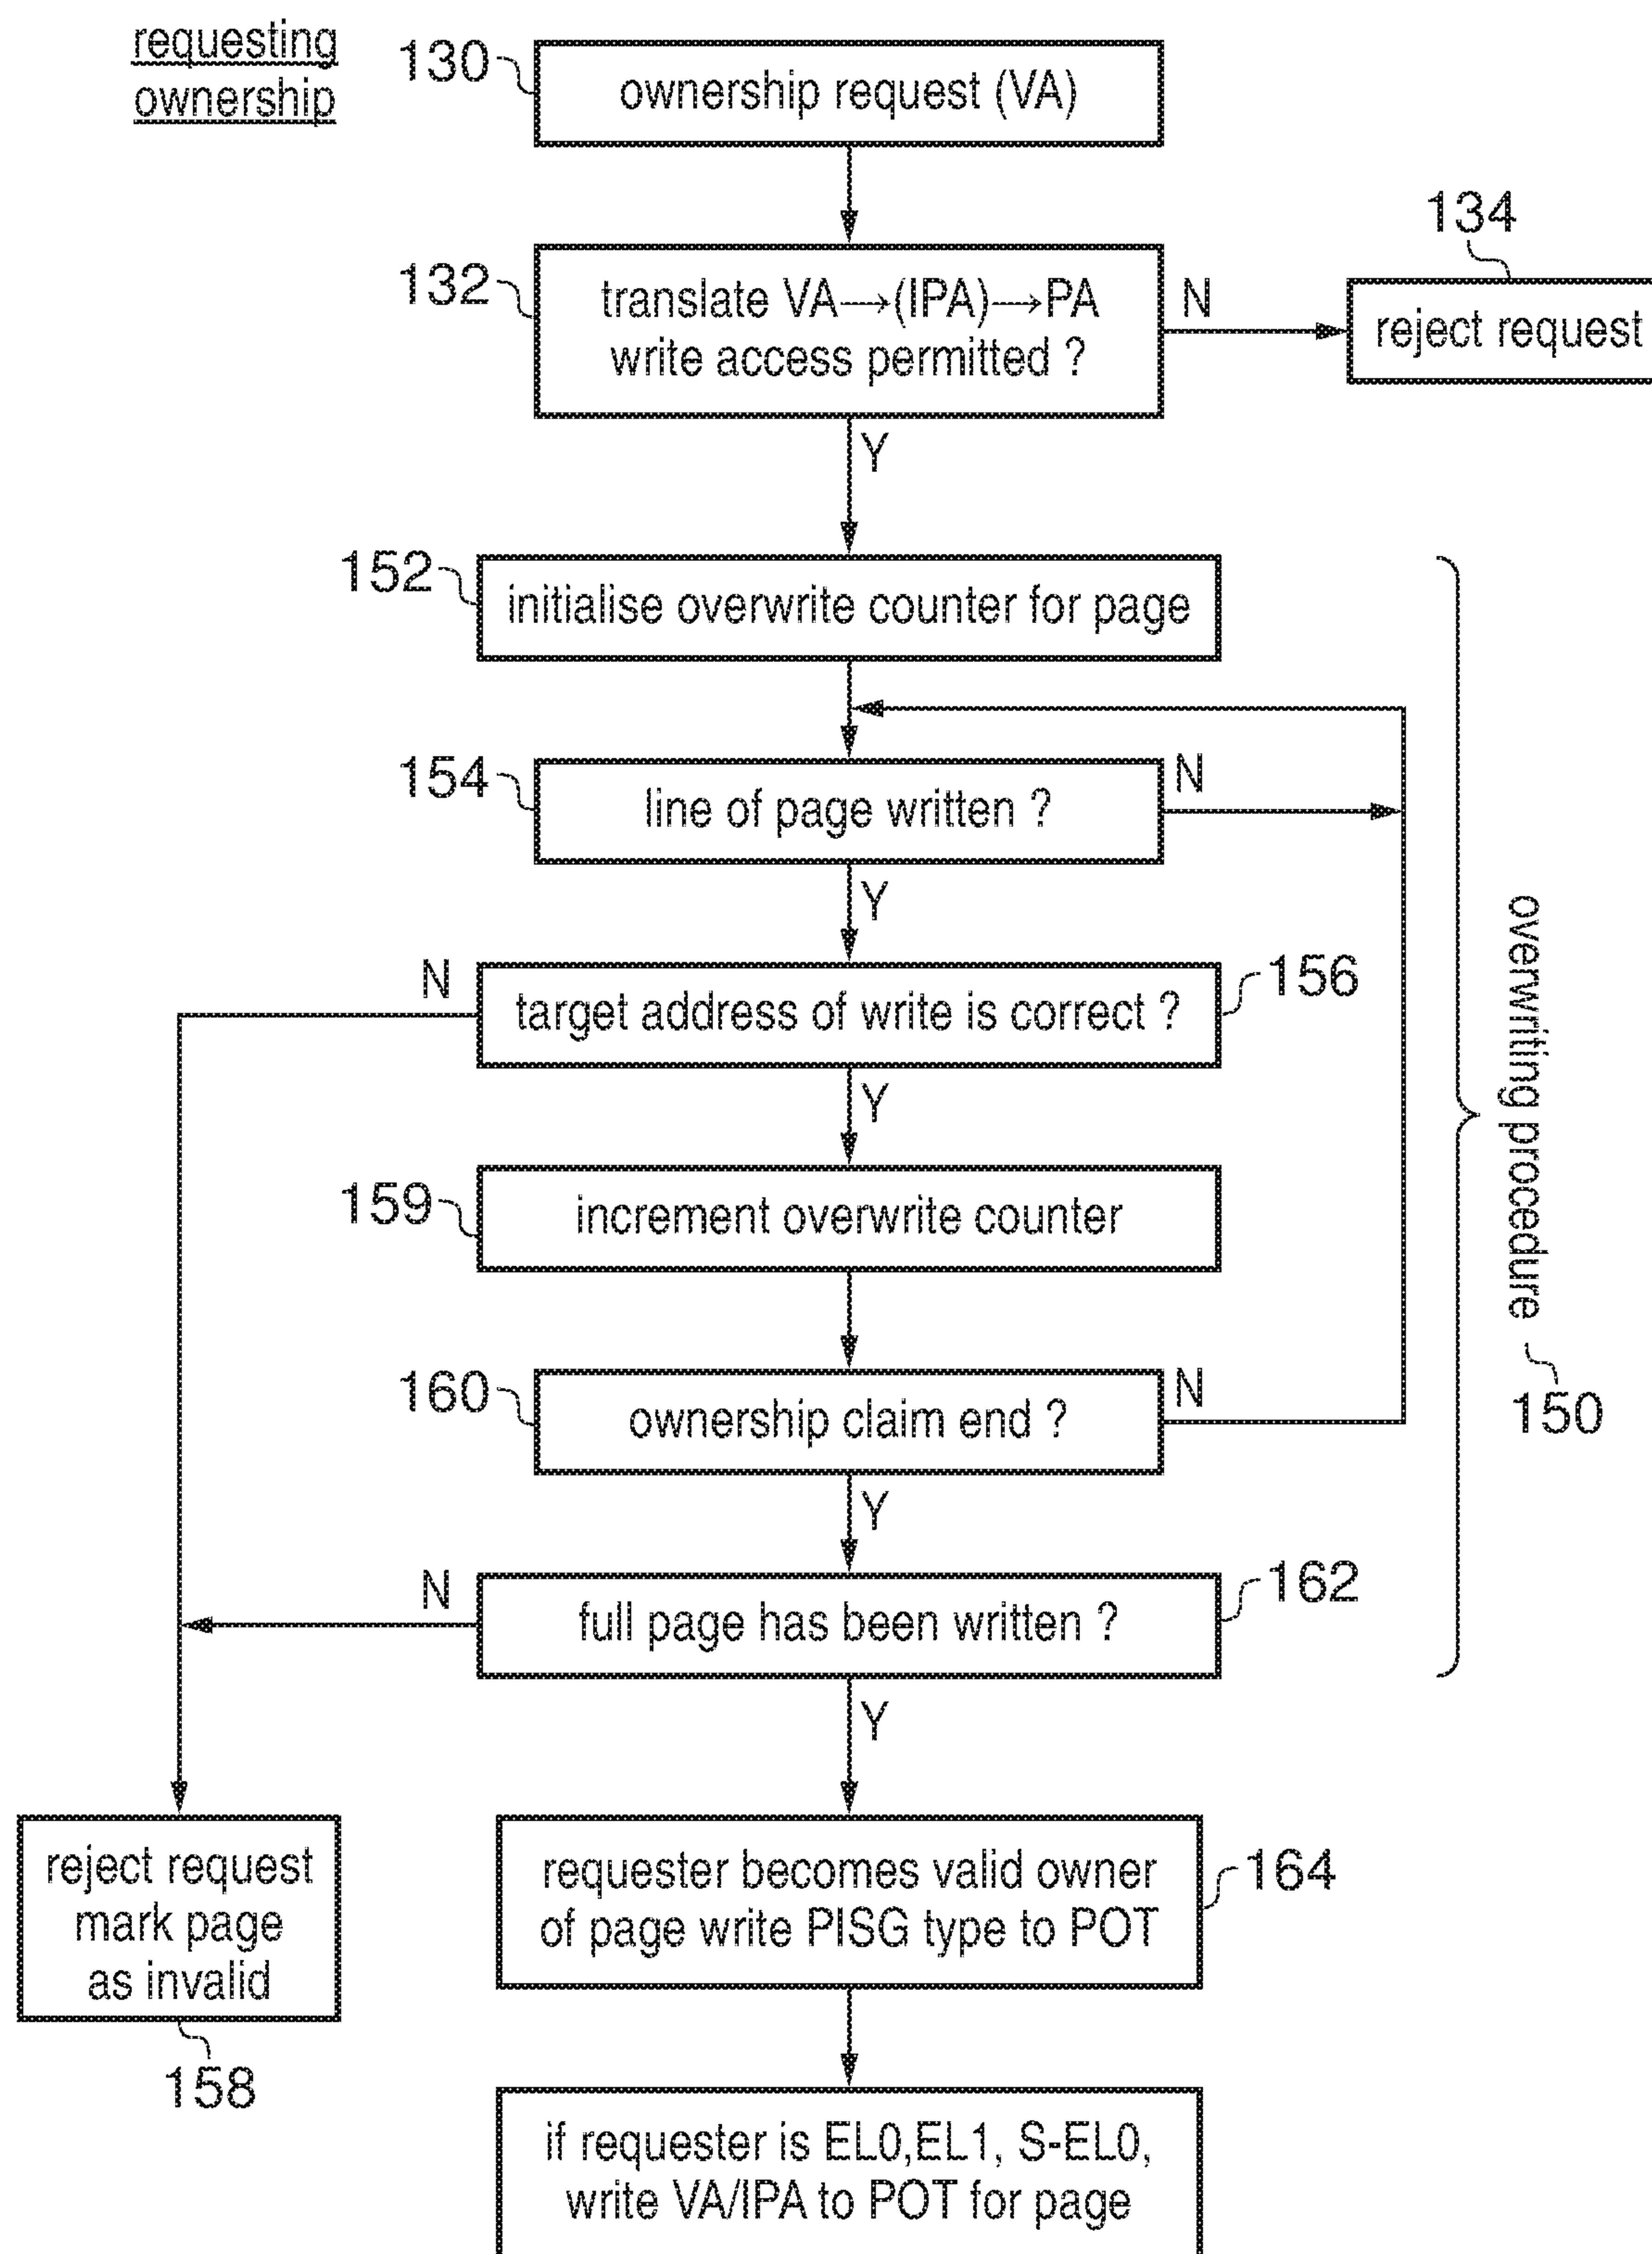 requesting
ownership
130
ownership request (VA)
134
132
translate VA→(IPA)→PA
write access permitted ?
N
reject request
Y
152
initialise overwrite counter for page
154
line of page written ?
N
Y
N
target address of write is correct ?
156
Y
159
increment overwrite counter
160
ownership claim end ?
N
Y
overwriting procedure
150
N
full page has been written ?
162
Y
reject request
mark page
as invalid
158
requester becomes valid owner
of page write PISG type to POT
164
if requester is EL0,EL1, S-EL0,
write VA/IPA to POT for page